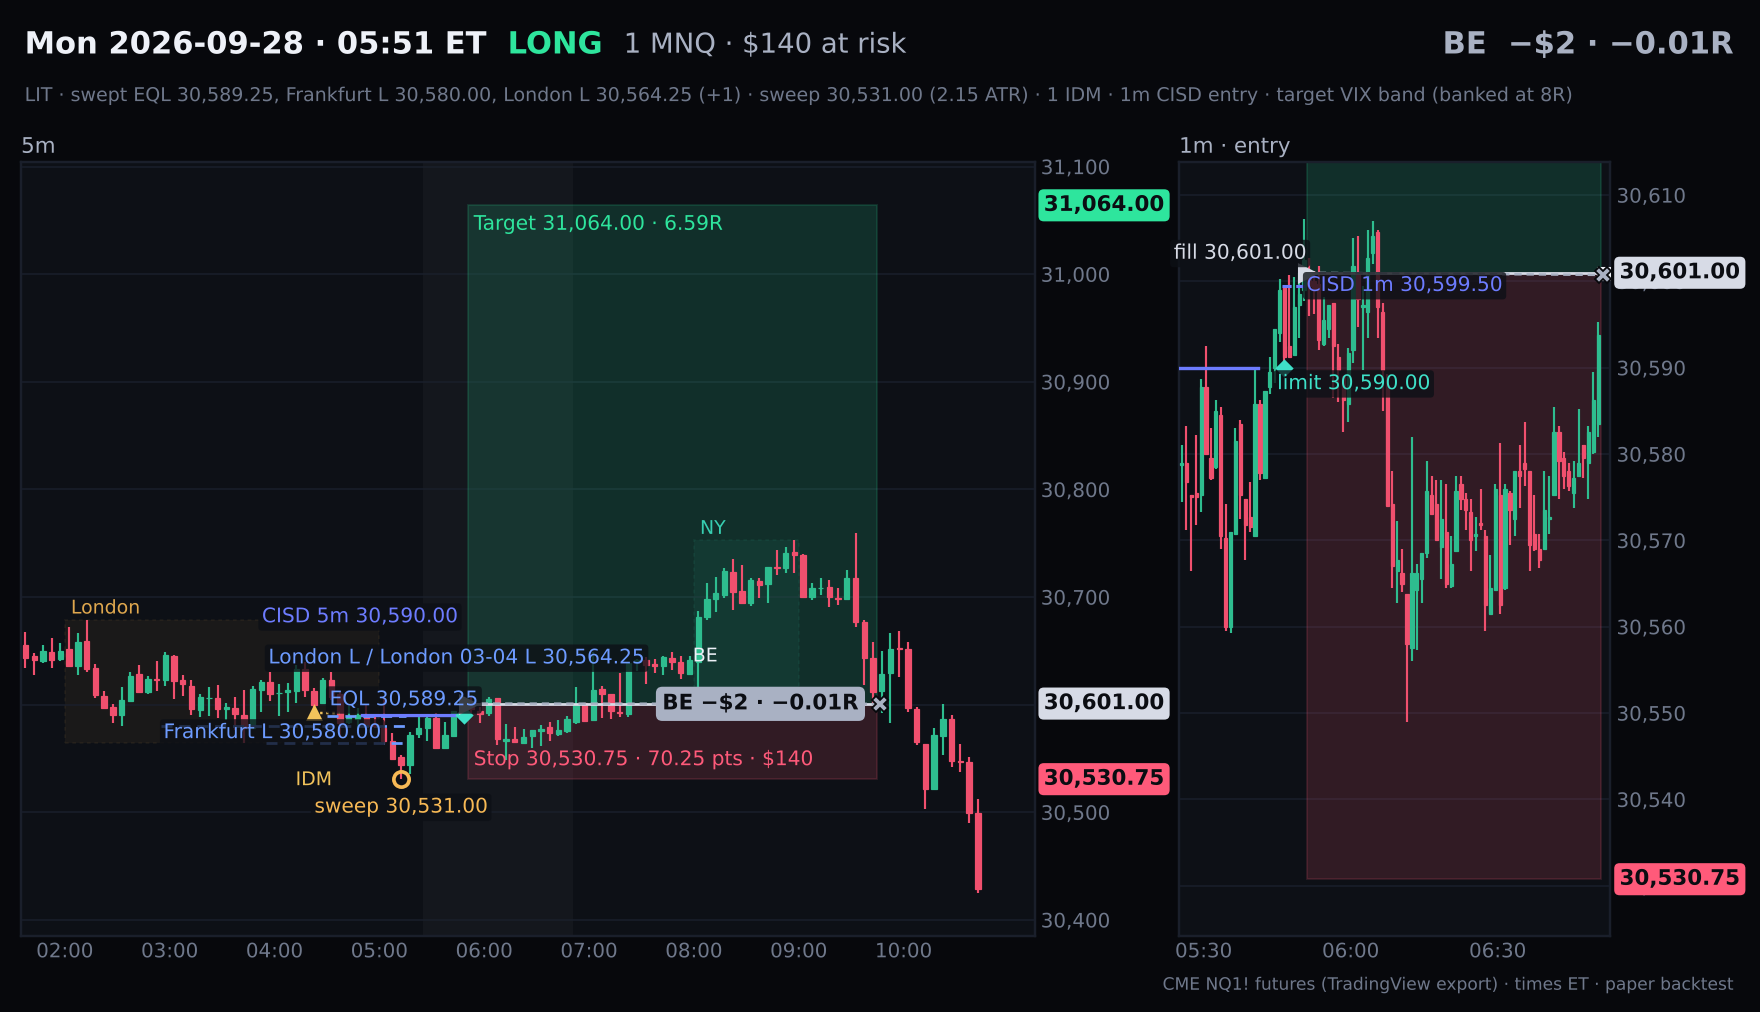 Mon 2026-09-28 · 05:51 ET LONG 1 MNQ · $140 at risk
BE −$2 · −0.01R
LIT · swept EQL 30,589.25, Frankfurt L 30,580.00, London L 30,564.25 (+1) · sweep 30,531.00 (2.15 ATR) · 1 IDM · 1m CISD entry · target VIX band (banked at 8R)
5m
31,100
31,064.00
Target 31,064.00 · 6.59R
31,000
30,900
30,800
NY
30,700
London
CISD 5m 30,590.00
London L / London 03-04 L 30,564.25
BE
EQL 30,589.25
BE −$2 · −0.01R
30,601.00
Frankfurt L 30,580.00
Stop 30,530.75 · 70.25 pts · $140
30,530.75
IDM
sweep 30,531.00
30,500
30,400
02:00 03:00 04:00 05:00 06:00 07:00 08:00 09:00 10:00
1m · entry
30,610
fill 30,601.00
30,601.00
CISD 1m 30,599.50
30,590
limit 30,590.00
30,580
30,570
30,560
30,550
30,540
30,530.75
05:30 06:00 06:30
CME NQ1! futures (TradingView export) · times ET · paper backtest